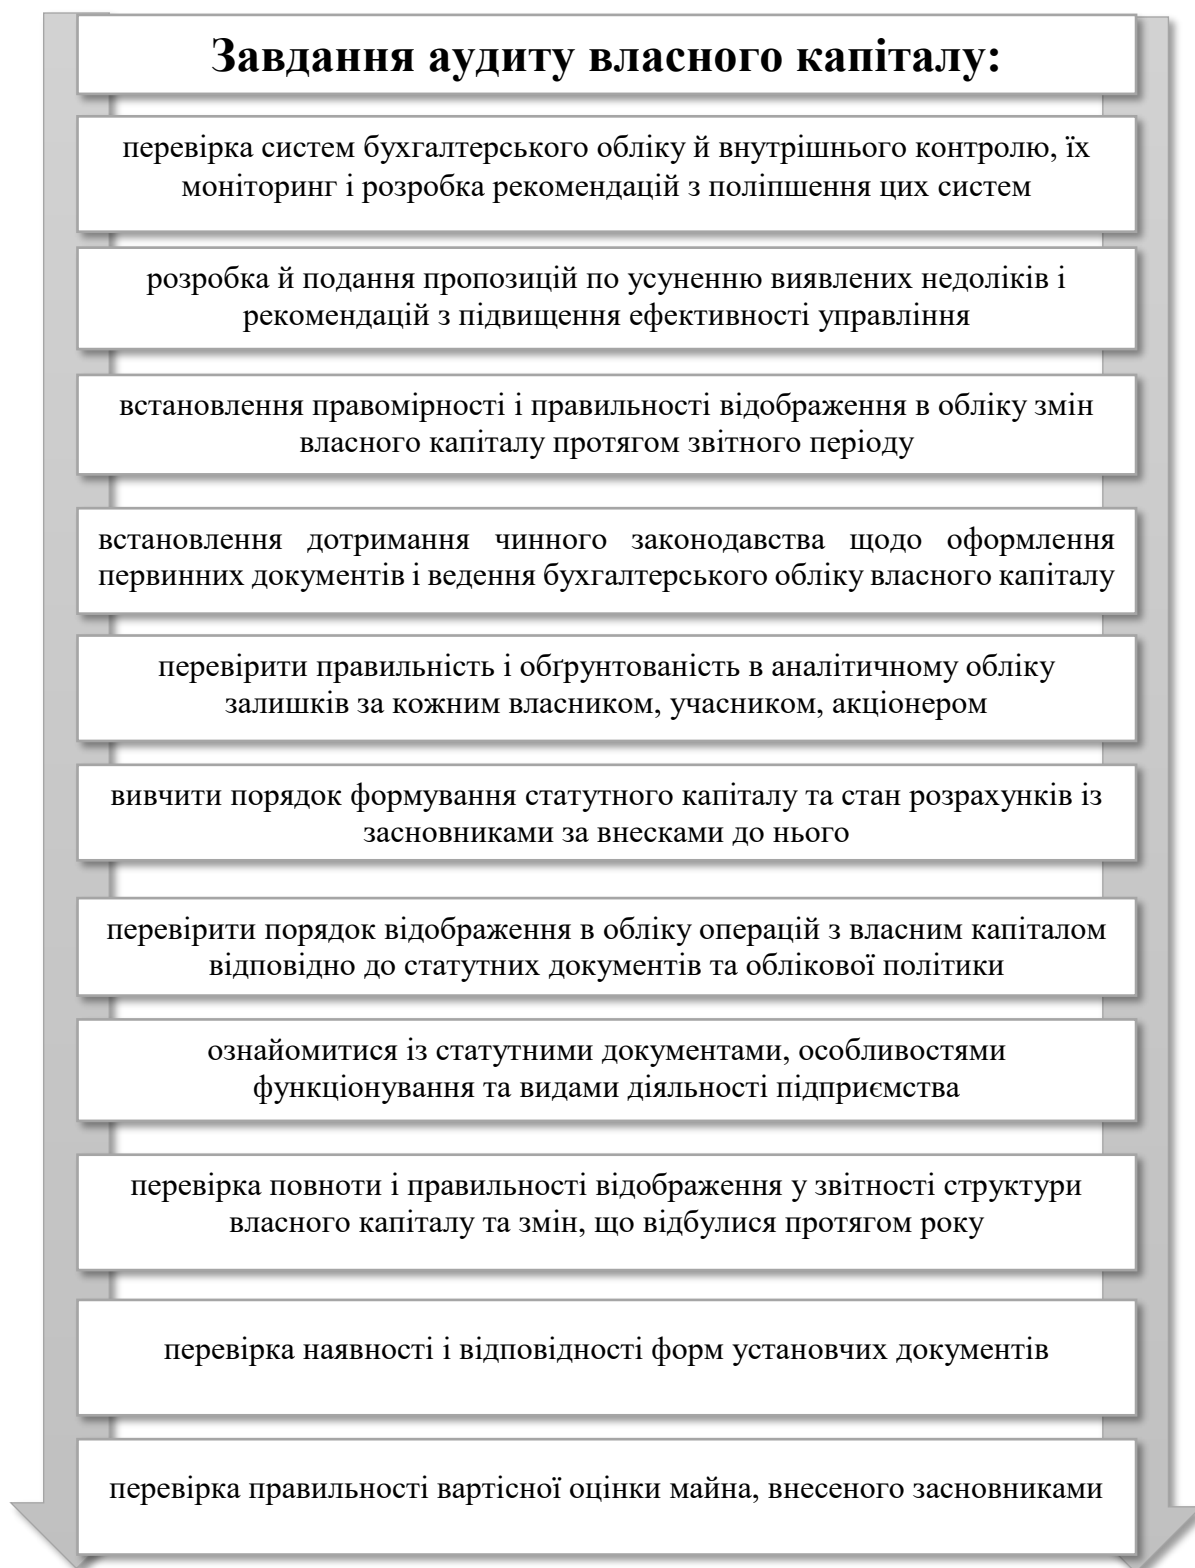 Завдання аудиту власного капіталу:
перевірка систем бухгалтерського обліку й внутрішнього контролю, їх
моніторинг і розробка рекомендацій з поліпшення цих систем
розробка й подання пропозицій по усуненню виявлених недоліків і
рекомендацій з підвищення ефективності управління
встановлення правомірності і правильності відображення в обліку змін
власного капіталу протягом звітного періоду
встановлення дотримання чинного законодавства щодо оформлення
первинних документів і ведення бухгалтерського обліку власного капіталу
перевірити правильність і обґрунтованість в аналітичному обліку
залишків за кожним власником, учасником, акціонером
вивчити порядок формування статутного капіталу та стан розрахунків із
засновниками за внесками до нього
перевірити порядок відображення в обліку операцій з власним капіталом
відповідно до статутних документів та облікової політики
ознайомитися із статутними документами, особливостями
функціонування та видами діяльності підприємства
перевірка повноти і правильності відображення у звітності структури
власного капіталу та змін, що відбулися протягом року
перевірка наявності і відповідності форм установчих документів
перевірка правильності вартісної оцінки майна, внесеного засновниками